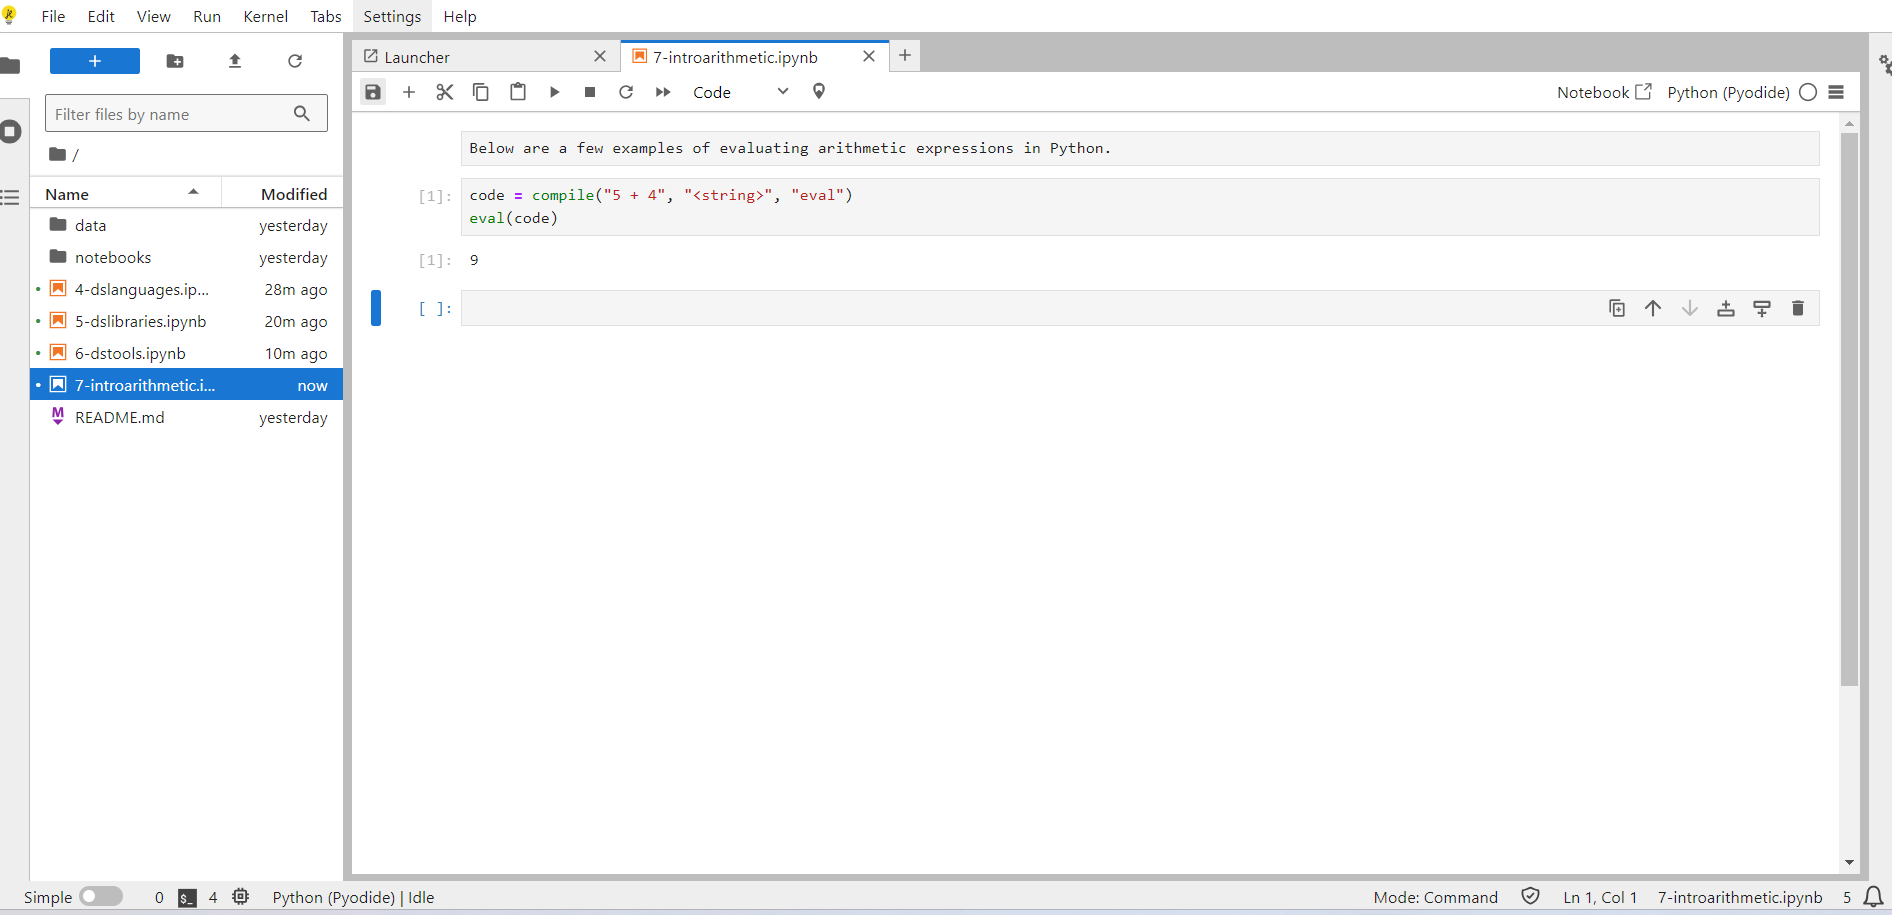 File Edit View Run Kernel Tabs Settings Help
Launcher
7-introarithmetic.ipynb
Filter files by name
Code
Notebook
Python (Pyodide)
/
Name Modified
data yesterday
notebooks yesterday
4-dslanguages.ip... 28m ago
5-dslibraries.ipynb 20m ago
6-dstools.ipynb 10m ago
7-introarithmetic.i... now
README.md yesterday
Below are a few examples of evaluating arithmetic expressions in Python.
[1]: code = compile("5 + 4", "<string>", "eval")
eval(code)
[1]: 9
[ ]:
Simple 0 $_ 4 Python (Pyodide) | Idle Mode: Command Ln 1, Col 1 7-introarithmetic.ipynb 5